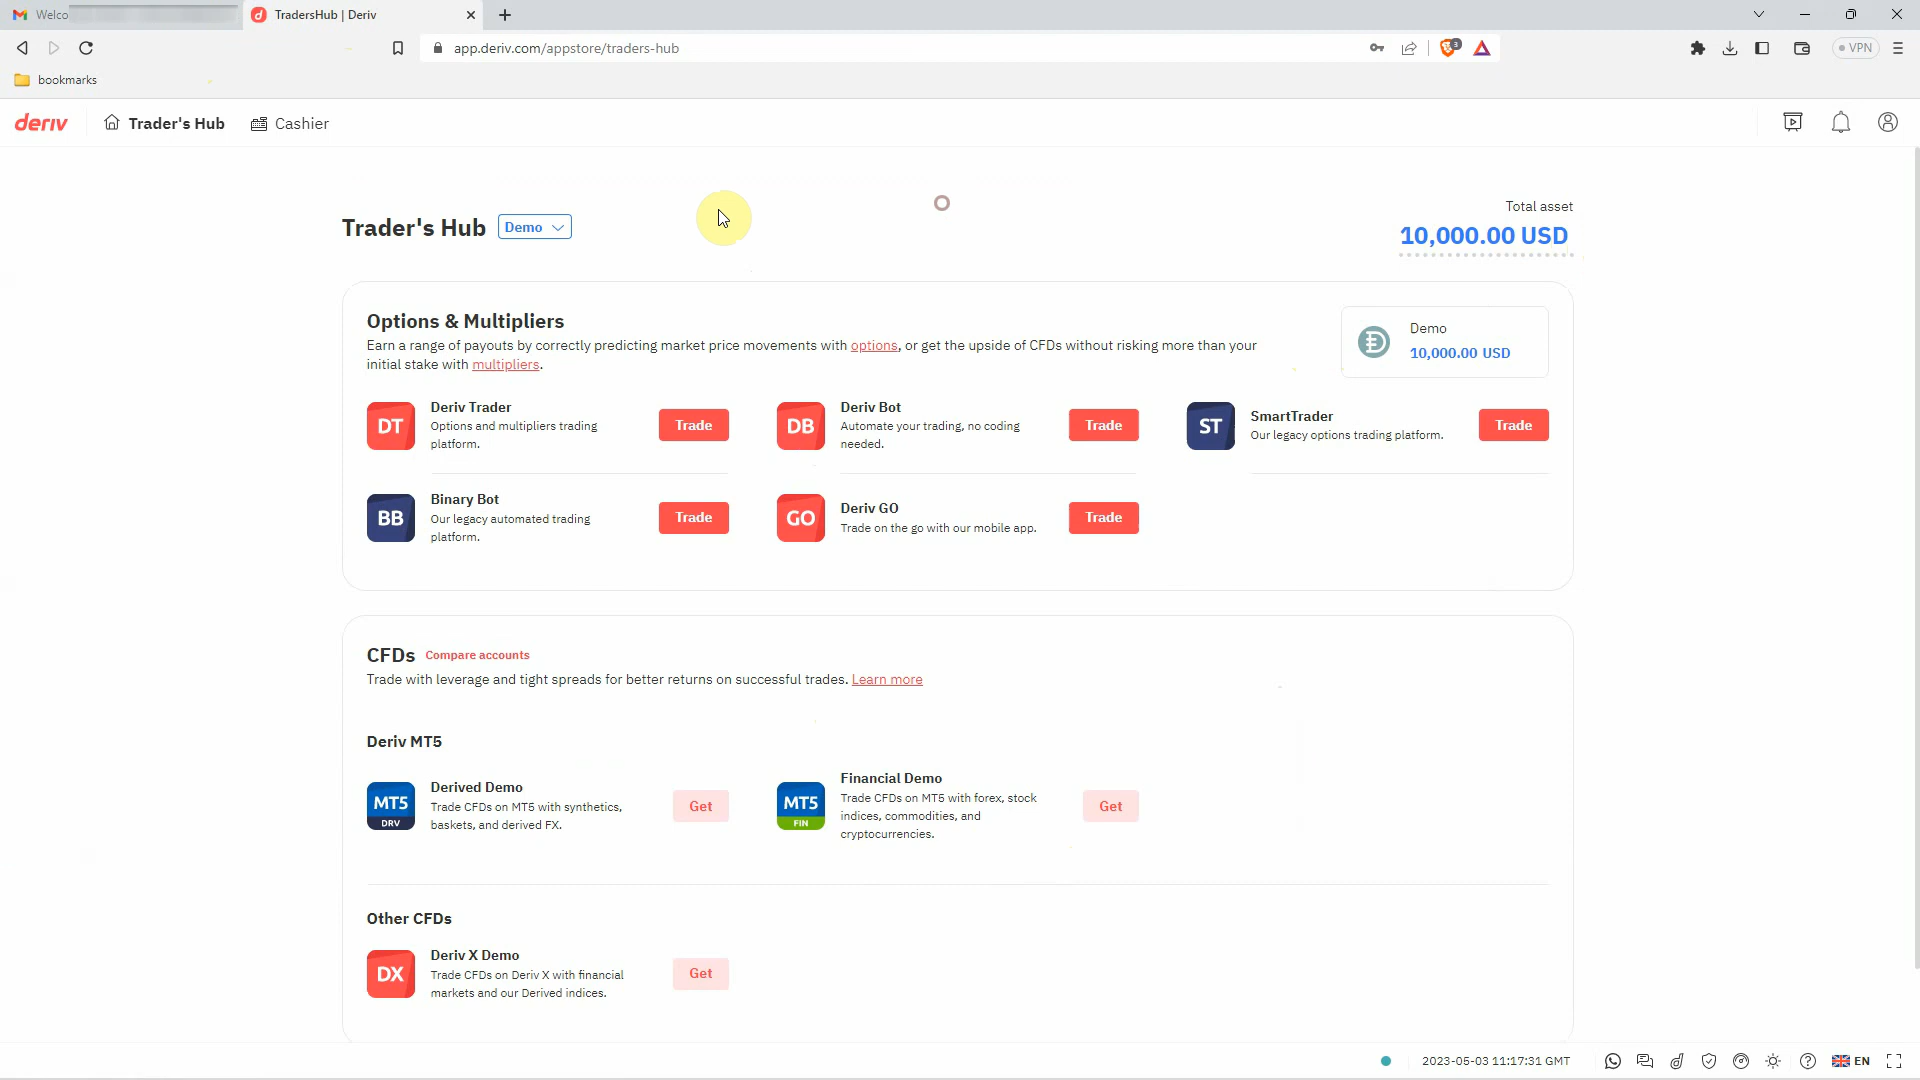 Welco
TradersHub | Deriv
app.deriv.com/appstore/traders-hub
3
VPN
bookmarks
deriv
Trader's Hub
Cashier
Total asset
Trader's Hub
Demo
10,000.00 USD
Options & Multipliers
Earn a range of payouts by correctly predicting market price movements with options, or get the upside of CFDs without risking more than your
initial stake with multipliers.
Demo
10,000.00 USD
DT
Deriv Trader
Options and multipliers trading
platform.
Trade
DB
Deriv Bot
Automate your trading, no coding
needed.
Trade
ST
SmartTrader
Our legacy options trading platform.
Trade
BB
Binary Bot
Our legacy automated trading
platform.
Trade
GO
Deriv GO
Trade on the go with our mobile app.
Trade
CFDs Compare accounts
Trade with leverage and tight spreads for better returns on successful trades. Learn more
Deriv MT5
MT5
DRV
Derived Demo
Trade CFDs on MT5 with synthetics,
baskets, and derived FX.
Get
MT5
FIN
Financial Demo
Trade CFDs on MT5 with forex, stock
indices, commodities, and
cryptocurrencies.
Get
Other CFDs
DX
Deriv X Demo
Trade CFDs on Deriv X with financial
markets and our Derived indices.
Get
2023-05-03 11:17:31 GMT
EN